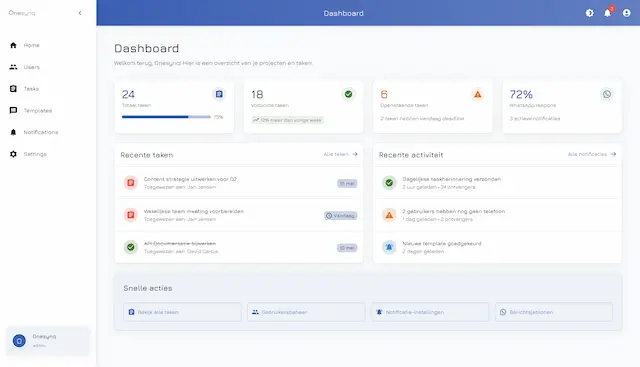 Onesynq
Dashboard
Home
Users
Tasks
Templates
Notifications
Settings
Onesynq
admin
Dashboard
Welkom terug, Onesynq! Hier is een overzicht van je projecten en taken.
24
Totaal taken
75%
18
Voltooide taken
12% meer dan vorige week
6
Openstaande taken
2 taken hebben vandaag deadline
72%
WhatsApp respons
3 actieve notificaties
Recente taken
Alle taken
Content strategie uitwerken voor Q2
Toegewezen aan: Jan Jansen
15 mei
Wekelijkse team meeting voorbereiden
Toegewezen aan: Jan Jansen
Vandaag
API Documentatie bijwerken
Toegewezen aan: David Canton
10 mei
Recente activiteit
Alle notificaties
Dagelijkse taakherinnering verzonden
2 uur geleden • 24 ontvangers
2 gebruikers hebben nog geen telefoon
1 dag geleden • 2 ontvangers
Nieuwe template goedgekeurd
2 dagen geleden
Snelle acties
Bekijk alle taken
Gebruikersbeheer
Notificatie-instellingen
Berichtsjablonen